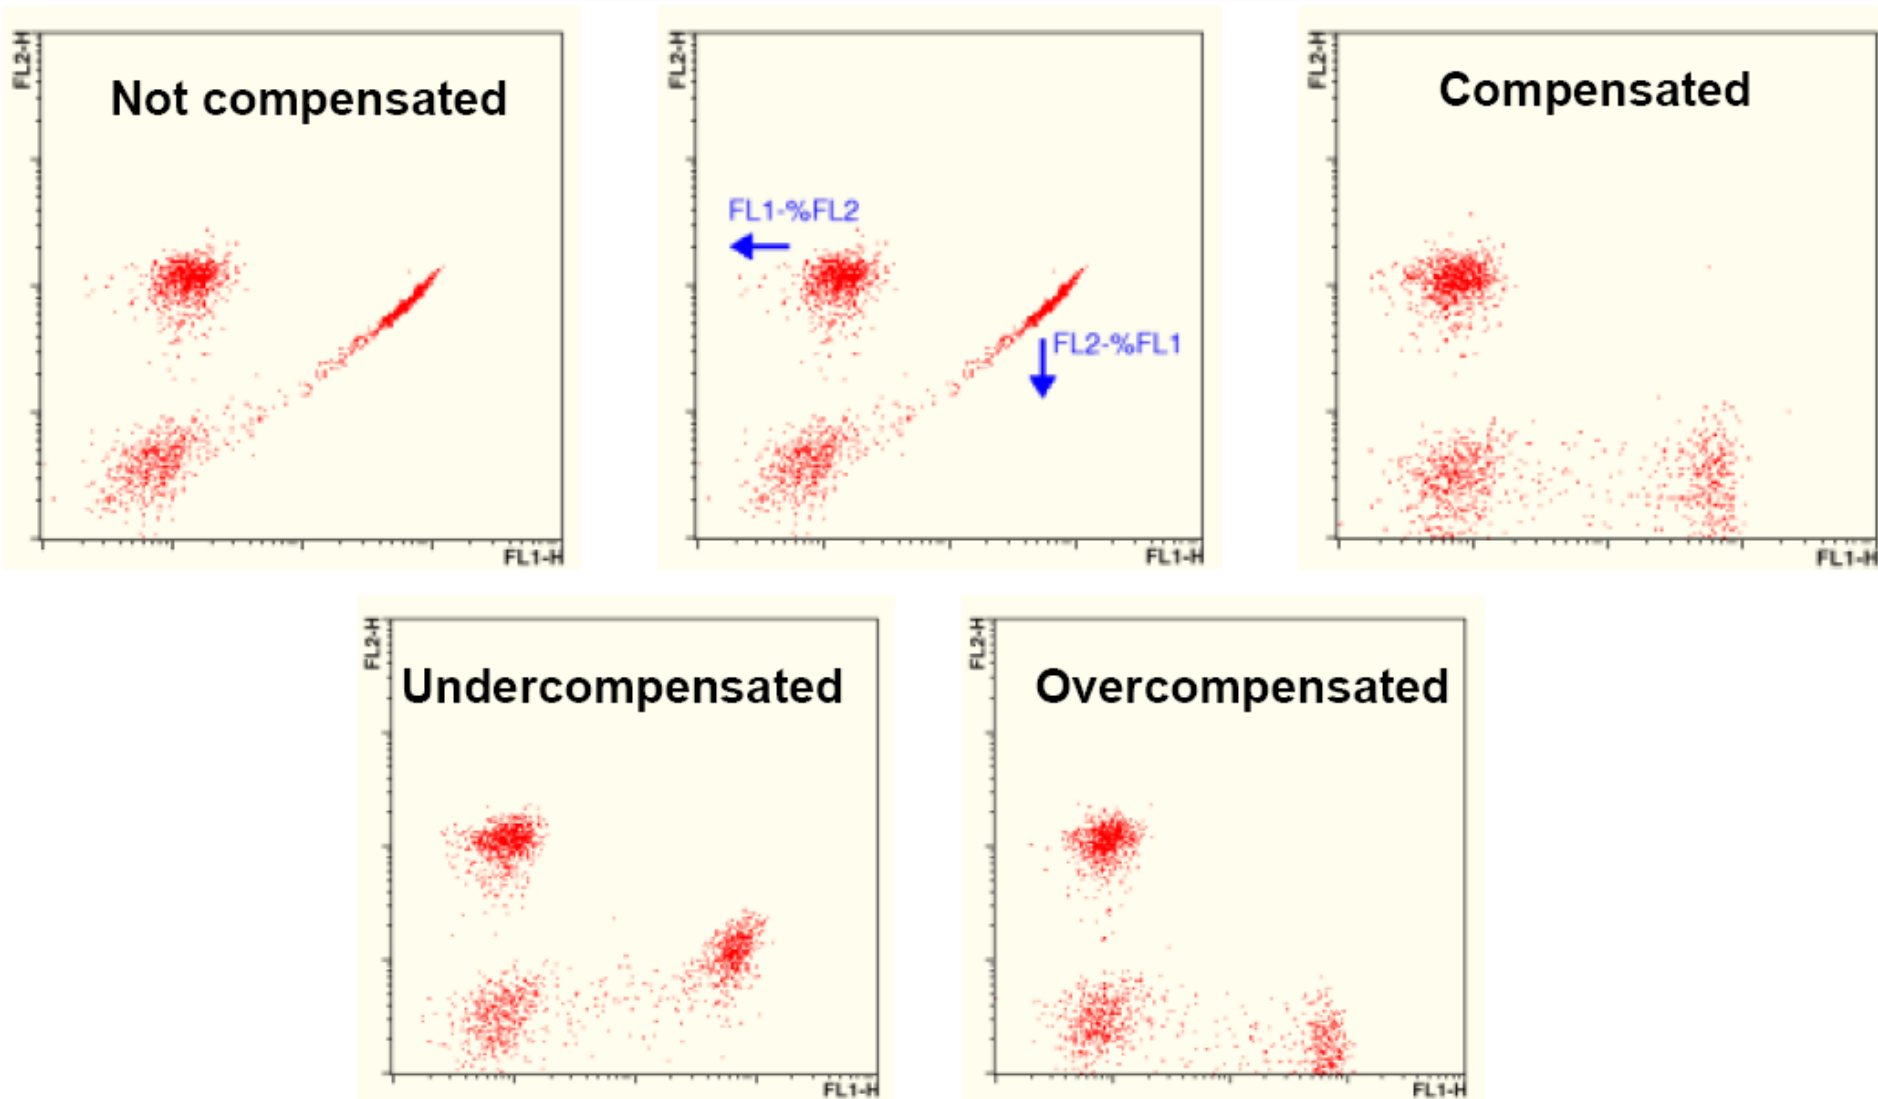 FL2-H
Not compensated
FL1-H
FL2-H
FL1-%FL2
FL2-%FL1
FL1-H
FL2-H
Compensated
FL1-H
FL2-H
Undercompensated
FL1-H
FL2-H
Overcompensated
FL1-H